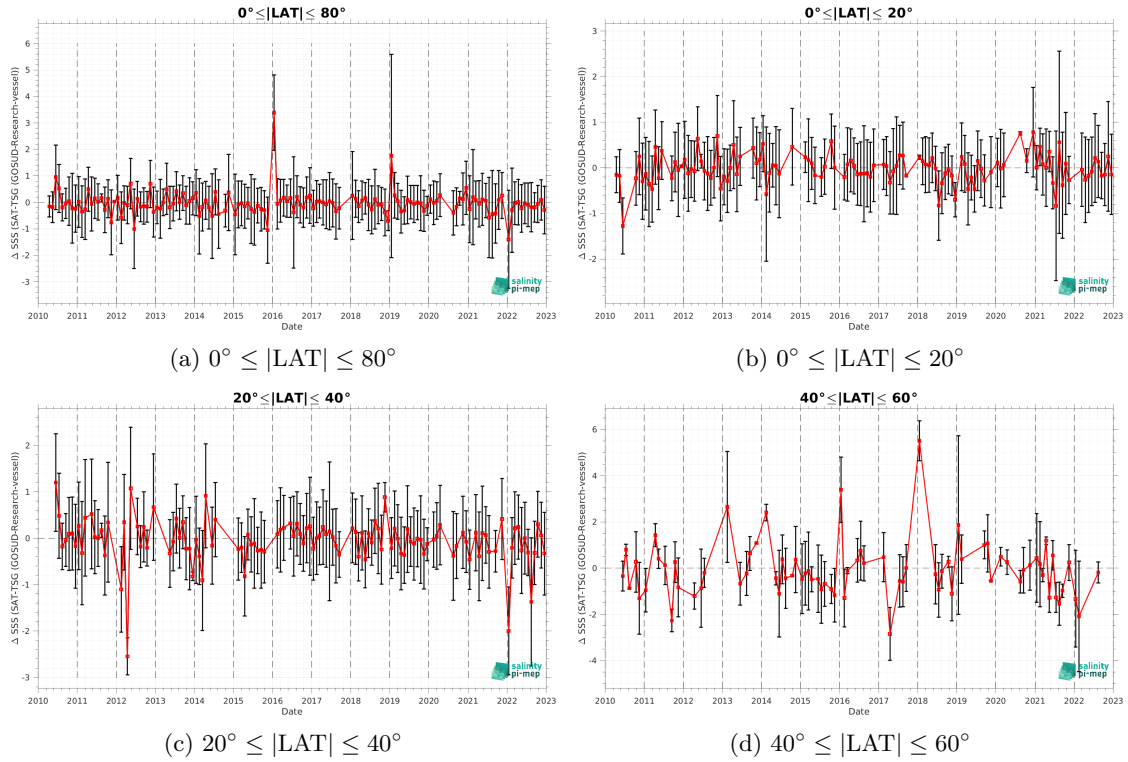 0°≤|LAT|≤ 80°
Δ SSS (SAT-TSG (GOSUD-Research-vessel))
6
5
4
3
2
1
0
-1
-2
-3
salinity
pi-mep
2010 2011 2012 2013 2014 2015 2016 2017 2018 2019 2020 2021 2022 2023
Date
(a) 0° ≤ |LAT| ≤ 80°
0°≤|LAT|≤ 20°
Δ SSS (SAT-TSG (GOSUD-Research-vessel))
3
2
1
0
-1
-2
salinity
pi-mep
2010 2011 2012 2013 2014 2015 2016 2017 2018 2019 2020 2021 2022 2023
Date
(b) 0° ≤ |LAT| ≤ 20°
20°≤|LAT|≤ 40°
Δ SSS (SAT-TSG (GOSUD-Research-vessel))
2
1
0
-1
-2
-3
salinity
pi-mep
2010 2011 2012 2013 2014 2015 2016 2017 2018 2019 2020 2021 2022 2023
Date
(c) 20° ≤ |LAT| ≤ 40°
40°≤|LAT|≤ 60°
Δ SSS (SAT-TSG (GOSUD-Research-vessel))
6
4
2
0
-2
-4
salinity
pi-mep
2010 2011 2012 2013 2014 2015 2016 2017 2018 2019 2020 2021 2022 2023
Date
(d) 40° ≤ |LAT| ≤ 60°